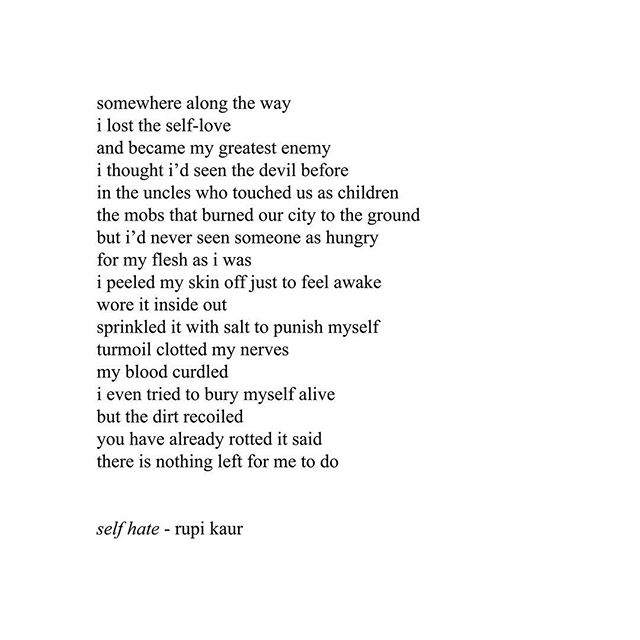 somewhere along the way
i lost the self-love
and became my greatest enemy
i thought i'd seen the devil before
in the uncles who touched us as children
the mobs that burned our city to the ground
but i'd never seen someone as hungry
for my flesh as i was
i peeled my skin off just to feel awake
wore it inside out
sprinkled it with salt to punish myself
turmoil clotted my nerves
my blood curdled
i even tried to bury myself alive
but the dirt recoiled
you have already rotted it said
there is nothing left for me to do
self hate - rupi kaur